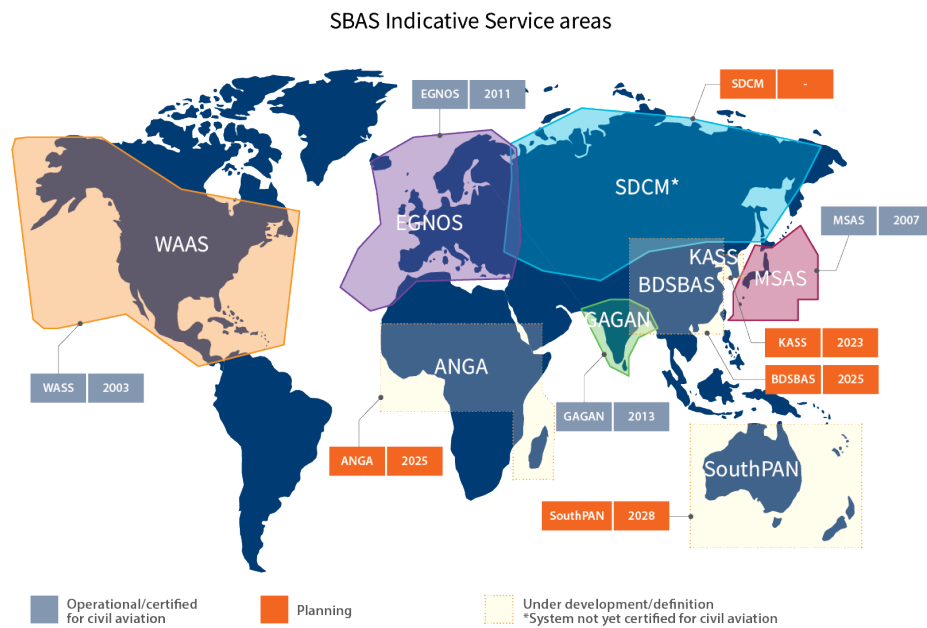 SBAS Indicative Service areas
SDCM -
EGNOS 2011
SDCM*
MSAS 2007
EGNOS
WAAS
KASS
MSAS
BDSBAS
GAGAN
KASS 2023
ANGA
BDSBAS 2025
WASS 2003
GAGAN 2013
ANGA 2025
SouthPAN
SouthPAN 2028
Operational/certified
for civil aviation
Planning
Under development/definition
*System not yet certified for civil aviation